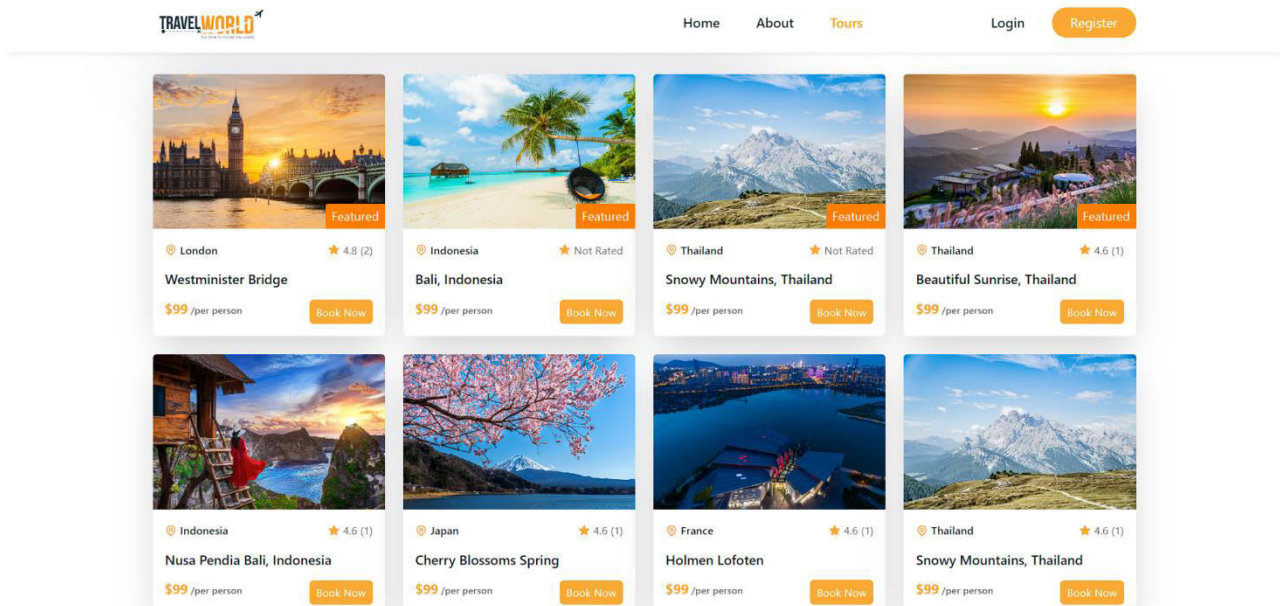 TRAVELWORLD
Home About Tours Login Register
Featured Featured Featured Featured
London 4.8 (2) Indonesia Not Rated Thailand Not Rated Thailand 4.6 (1)
Westminister Bridge Bali, Indonesia Snowy Mountains, Thailand Beautiful Sunrise, Thailand
$99 /per person Book Now $99 /per person Book Now $99 /per person Book Now $99 /per person Book Now
Indonesia 4.6 (1) Japan 4.6 (1) France 4.6 (1) Thailand 4.6 (1)
Nusa Pendia Bali, Indonesia Cherry Blossoms Spring Holmen Lofoten Snowy Mountains, Thailand
$99 /per person Book Now $99 /per person Book Now $99 /per person Book Now $99 /per person Book Now